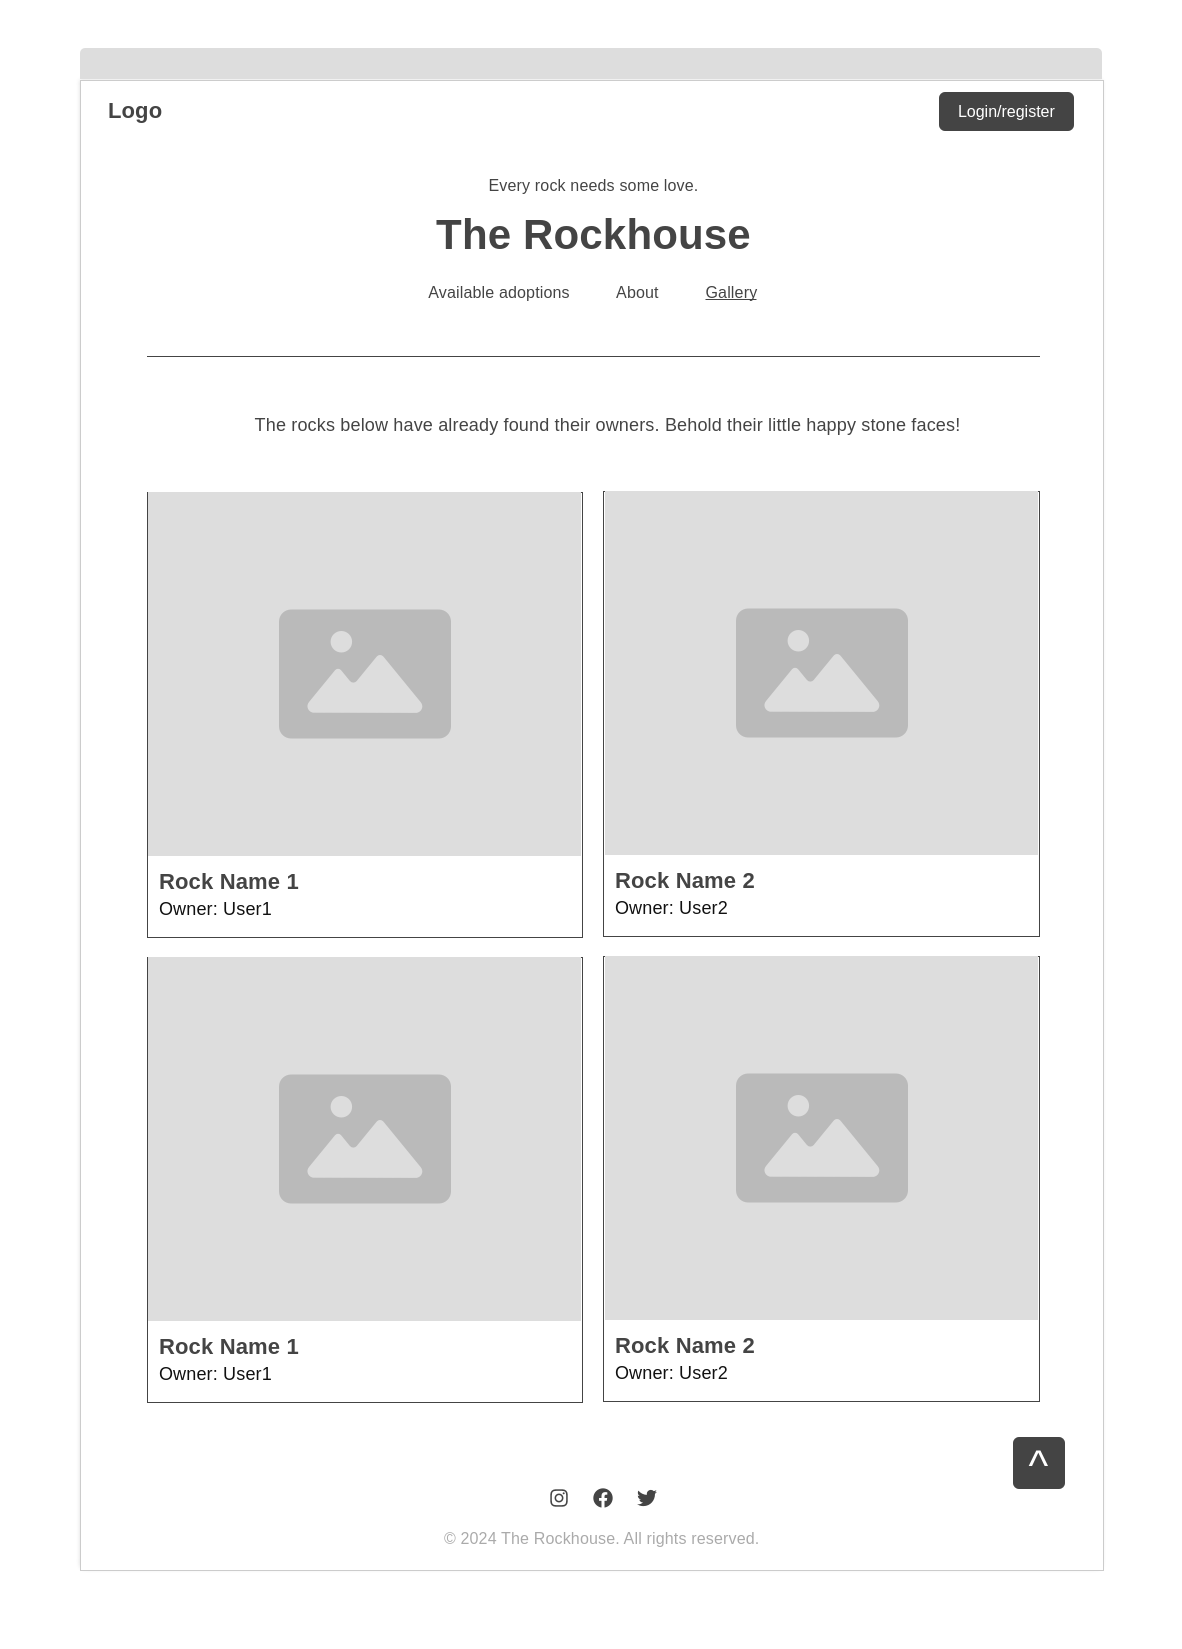 Logo
Login/register
Every rock needs some love.
The Rockhouse
Available adoptions About Gallery
The rocks below have already found their owners. Behold their little happy stone faces!
Rock Name 1
Owner: User1
Rock Name 2
Owner: User2
Rock Name 1
Owner: User1
Rock Name 2
Owner: User2
^
© 2024 The Rockhouse. All rights reserved.